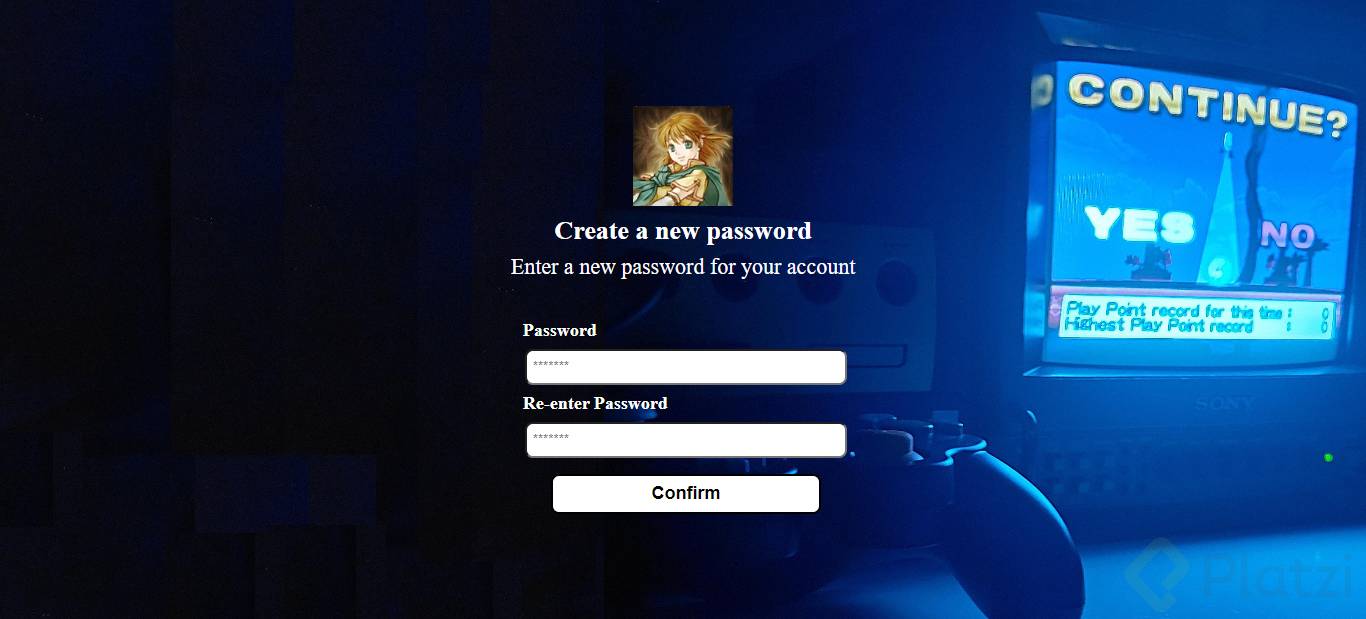 CONTINUE?
YES NO
Play Point record for this time : 0
Highest Play Point record : 0
SONY
Create a new password
Enter a new password for your account
Password
*******
Re-enter Password
*******
Confirm
Platzi